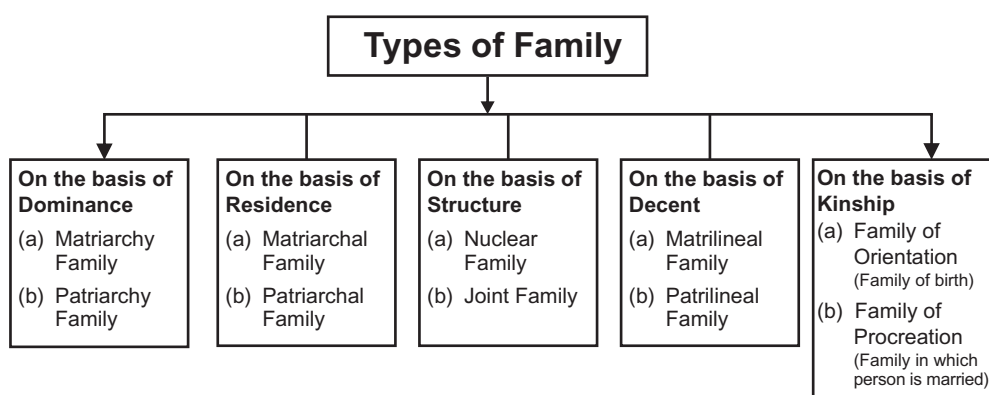 Types of Family
On the basis of
Dominance
(a) Matriarchy
Family
(b) Patriarchy
Family
On the basis of
Residence
(a) Matriarchal
Family
(b) Patriarchal
Family
On the basis of
Structure
(a) Nuclear
Family
(b) Joint Family
On the basis of
Decent
(a) Matrilineal
Family
(b) Patrilineal
Family
On the basis of
Kinship
(a) Family of
Orientation
(Family of birth)
(b) Family of
Procreation
(Family in which
person is married)